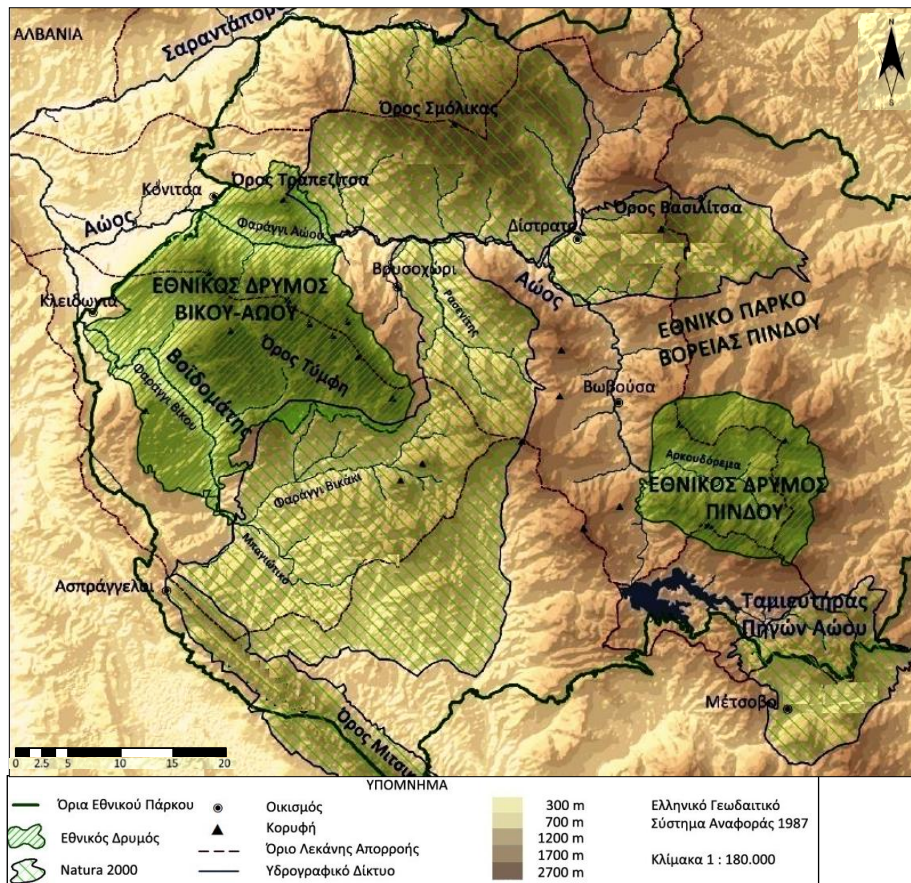 ΑΛΒΑΝΙΑ
N
S
Όρος Σμόλικας
Κόνιτσα
Όρος Τραπεζίτσα
Αώος
Φαράγγι Αώου
Δίστρατο
Όρος Βασιλίτσα
Κλειδωνιά
ΕΘΝΙΚΟΣ ΔΡΥΜΟΣ
ΒΙΚΟΥ-ΑΩΟΥ
Βρυσοχώρι
Ρασενίτης
Αώος
ΕΘΝΙΚΟ ΠΑΡΚΟ
ΒΟΡΕΙΑΣ ΠΙΝΔΟΥ
Όρος Τύμφη
Βοϊδομάτης
Φαράγγι Βίκου
Βωβούσα
Αρκουδόρεμα
ΕΘΝΙΚΟΣ ΔΡΥΜΟΣ
ΠΙΝΔΟΥ
Φαράγγι Βικάκι
Μπαγιώτικο
Ασπράγγελοι
Ταμιευτήρας
Πηγών Αώου
Μέτσοβο
0 2.5 5 10 15 20
ΥΠΟΜΝΗΜΑ
Όρια Εθνικού Πάρκου
Εθνικός Δρυμός
Natura 2000
Οικισμός
Κορυφή
Όριο Λεκάνης Απορροής
Υδρογραφικό Δίκτυο
300 m
700 m
1200 m
1700 m
2700 m
Ελληνικό Γεωδαιτικό
Σύστημα Αναφοράς 1987
Κλίμακα 1 : 180.000